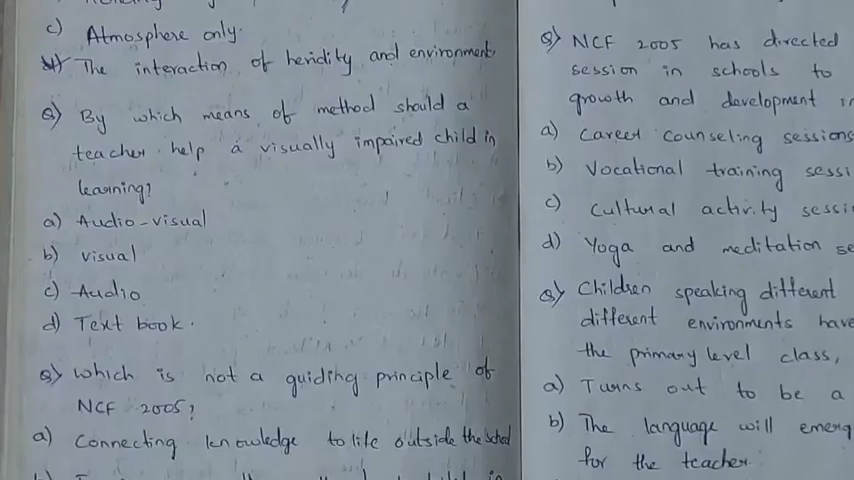 c) Atmosphere only.
d) The interaction of heridity and environment
Q) By which means of method should a
teacher help a visually impaired child in
learning?
a) Audio-visual
b) visual
c) Audio
d) Text book.
Q) which is not a guiding principle of
NCF 2005?
a) Connecting knowledge to life outside the school
Q) NCF 2005 has directed
session in schools to
growth and development
a) Career counseling sessions
b) Vocational training
c) Cultural activity
d) Yoga and meditation
Q) Children speaking different
different environments have
the primary level class,
a) Turns out to be a
b) The language will
for the teacher.